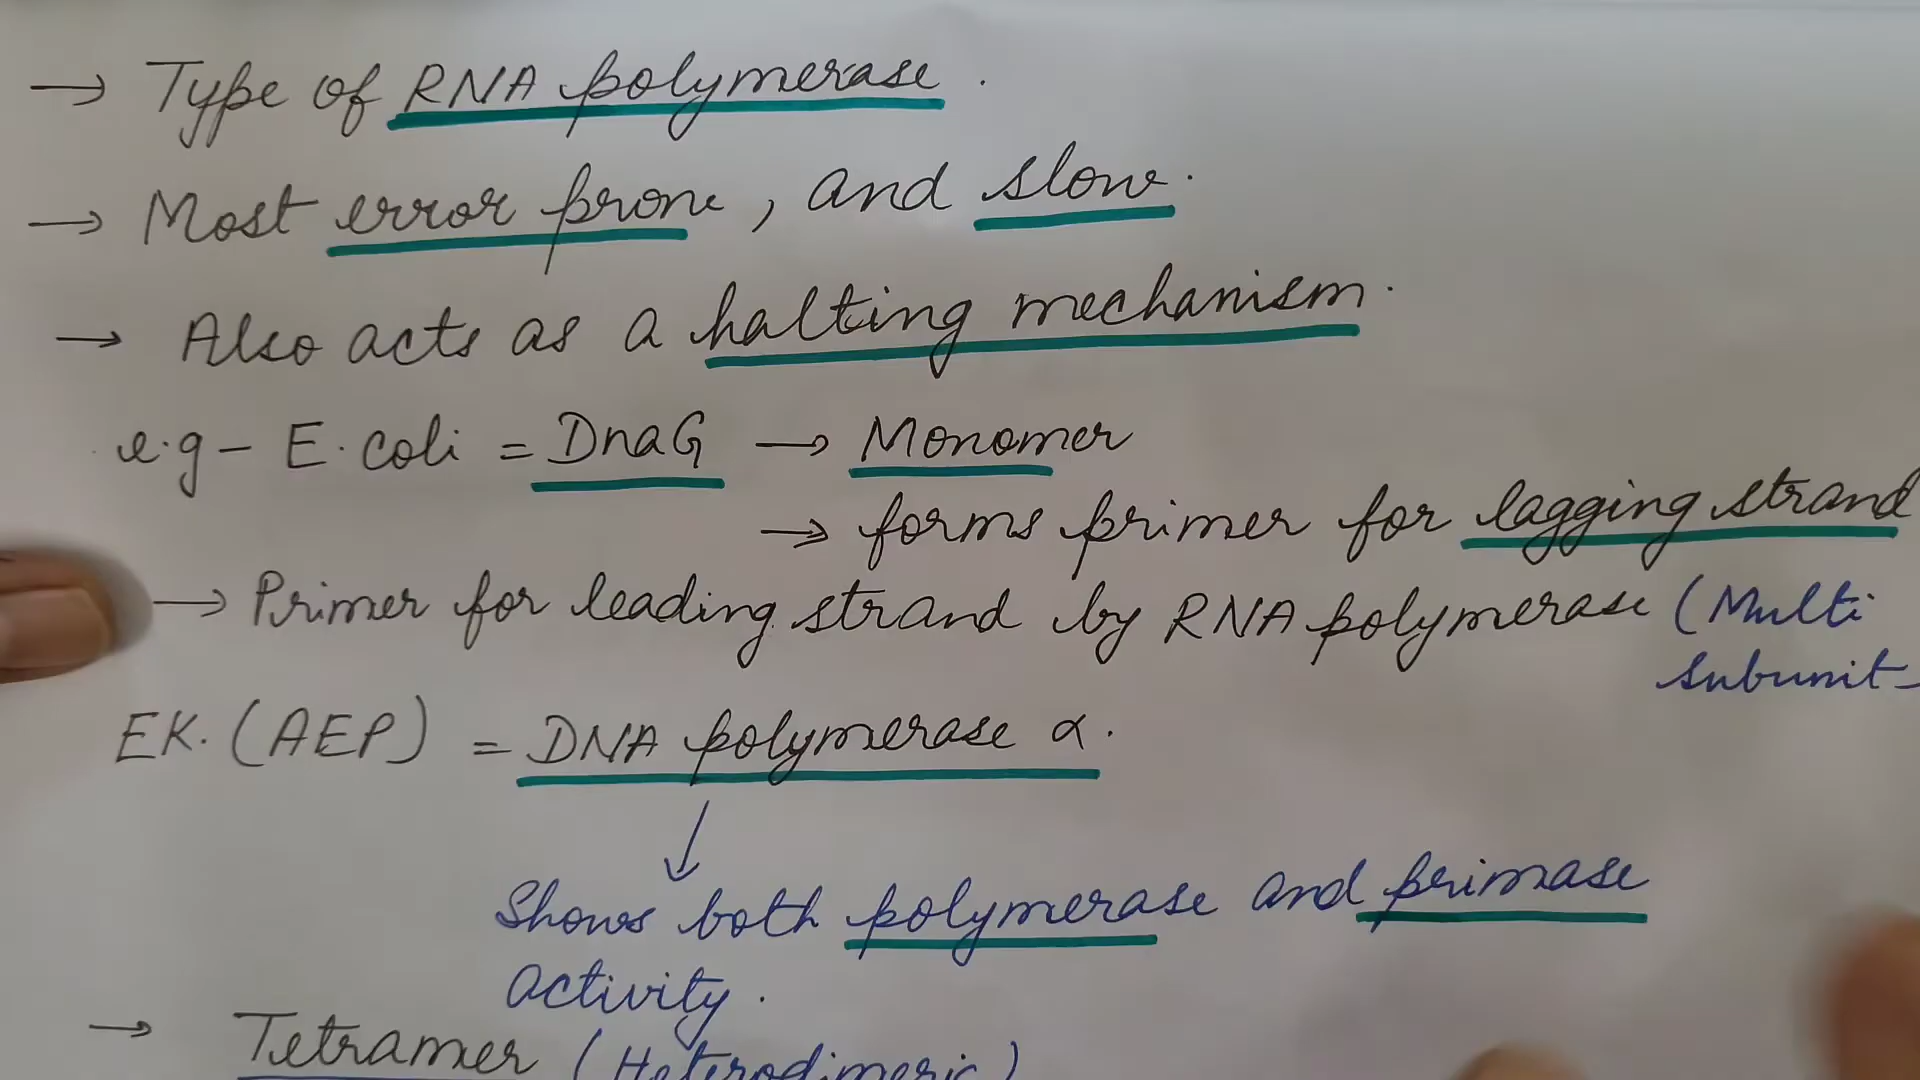 → Type of RNA polymerase.
→ Most error prone, and slow.
→ Also acts as a halting mechanism.
e.g - E. coli = DnaG → Monomer
→ forms primer for lagging strand
→ Primer for leading strand by RNA polymerase (Multi
subunit
EK. (AEP) = DNA polymerase α.
↓
Shows both polymerase and primase
activity.
→ Tetramer (Heterodimeric)